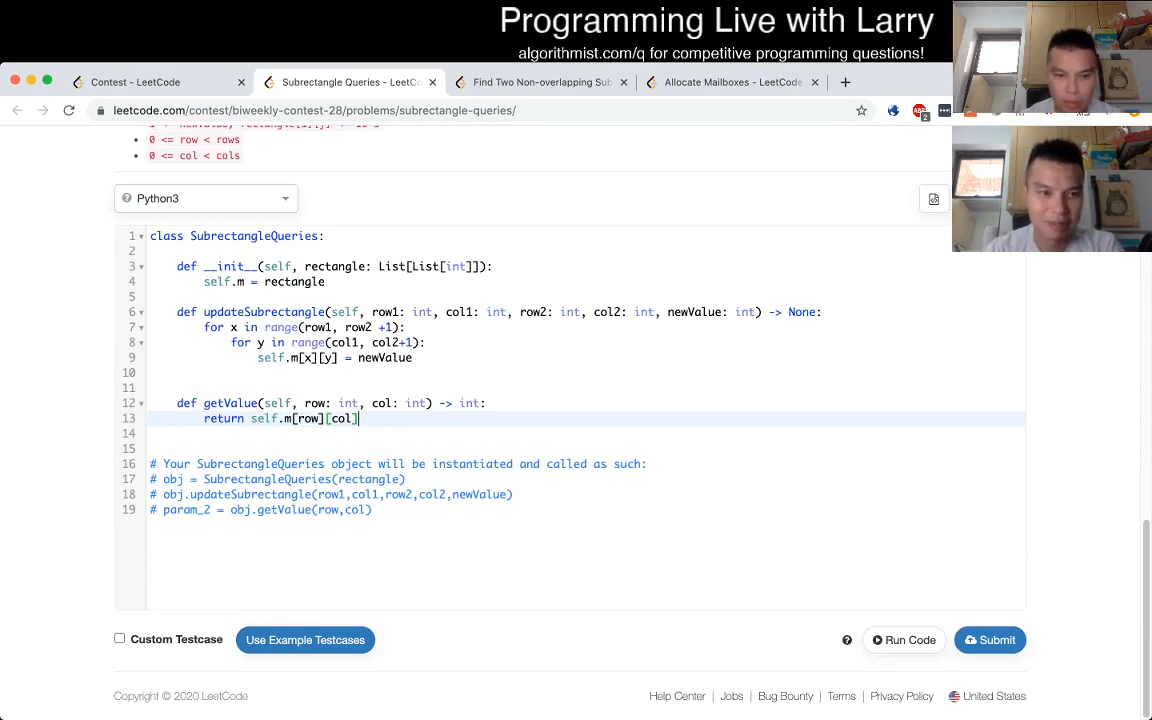 Programming Live with Larry
algorithmist.com/q for competitive programming questions!
Contest - LeetCode
Subrectangle Queries - LeetCo
Find Two Non-overlapping Sub
Allocate Mailboxes - LeetCode
leetcode.com/contest/biweekly-contest-28/problems/subrectangle-queries/
0 <= row < rows
0 <= col < cols
Python3
1 class SubrectangleQueries:
2
3 def __init__(self, rectangle: List[List[int]]):
4 self.m = rectangle
5
6 def updateSubrectangle(self, row1: int, col1: int, row2: int, col2: int, newValue: int) -> None:
7 for x in range(row1, row2 +1):
8 for y in range(col1, col2+1):
9 self.m[x][y] = newValue
10
11
12 def getValue(self, row: int, col: int) -> int:
13 return self.m[row][col]
14
15
16 # Your SubrectangleQueries object will be instantiated and called as such:
17 # obj = SubrectangleQueries(rectangle)
18 # obj.updateSubrectangle(row1,col1,row2,col2,newValue)
19 # param_2 = obj.getValue(row,col)
Custom Testcase
Use Example Testcases
Run Code
Submit
Copyright © 2020 LeetCode
Help Center | Jobs | Bug Bounty | Terms | Privacy Policy
United States